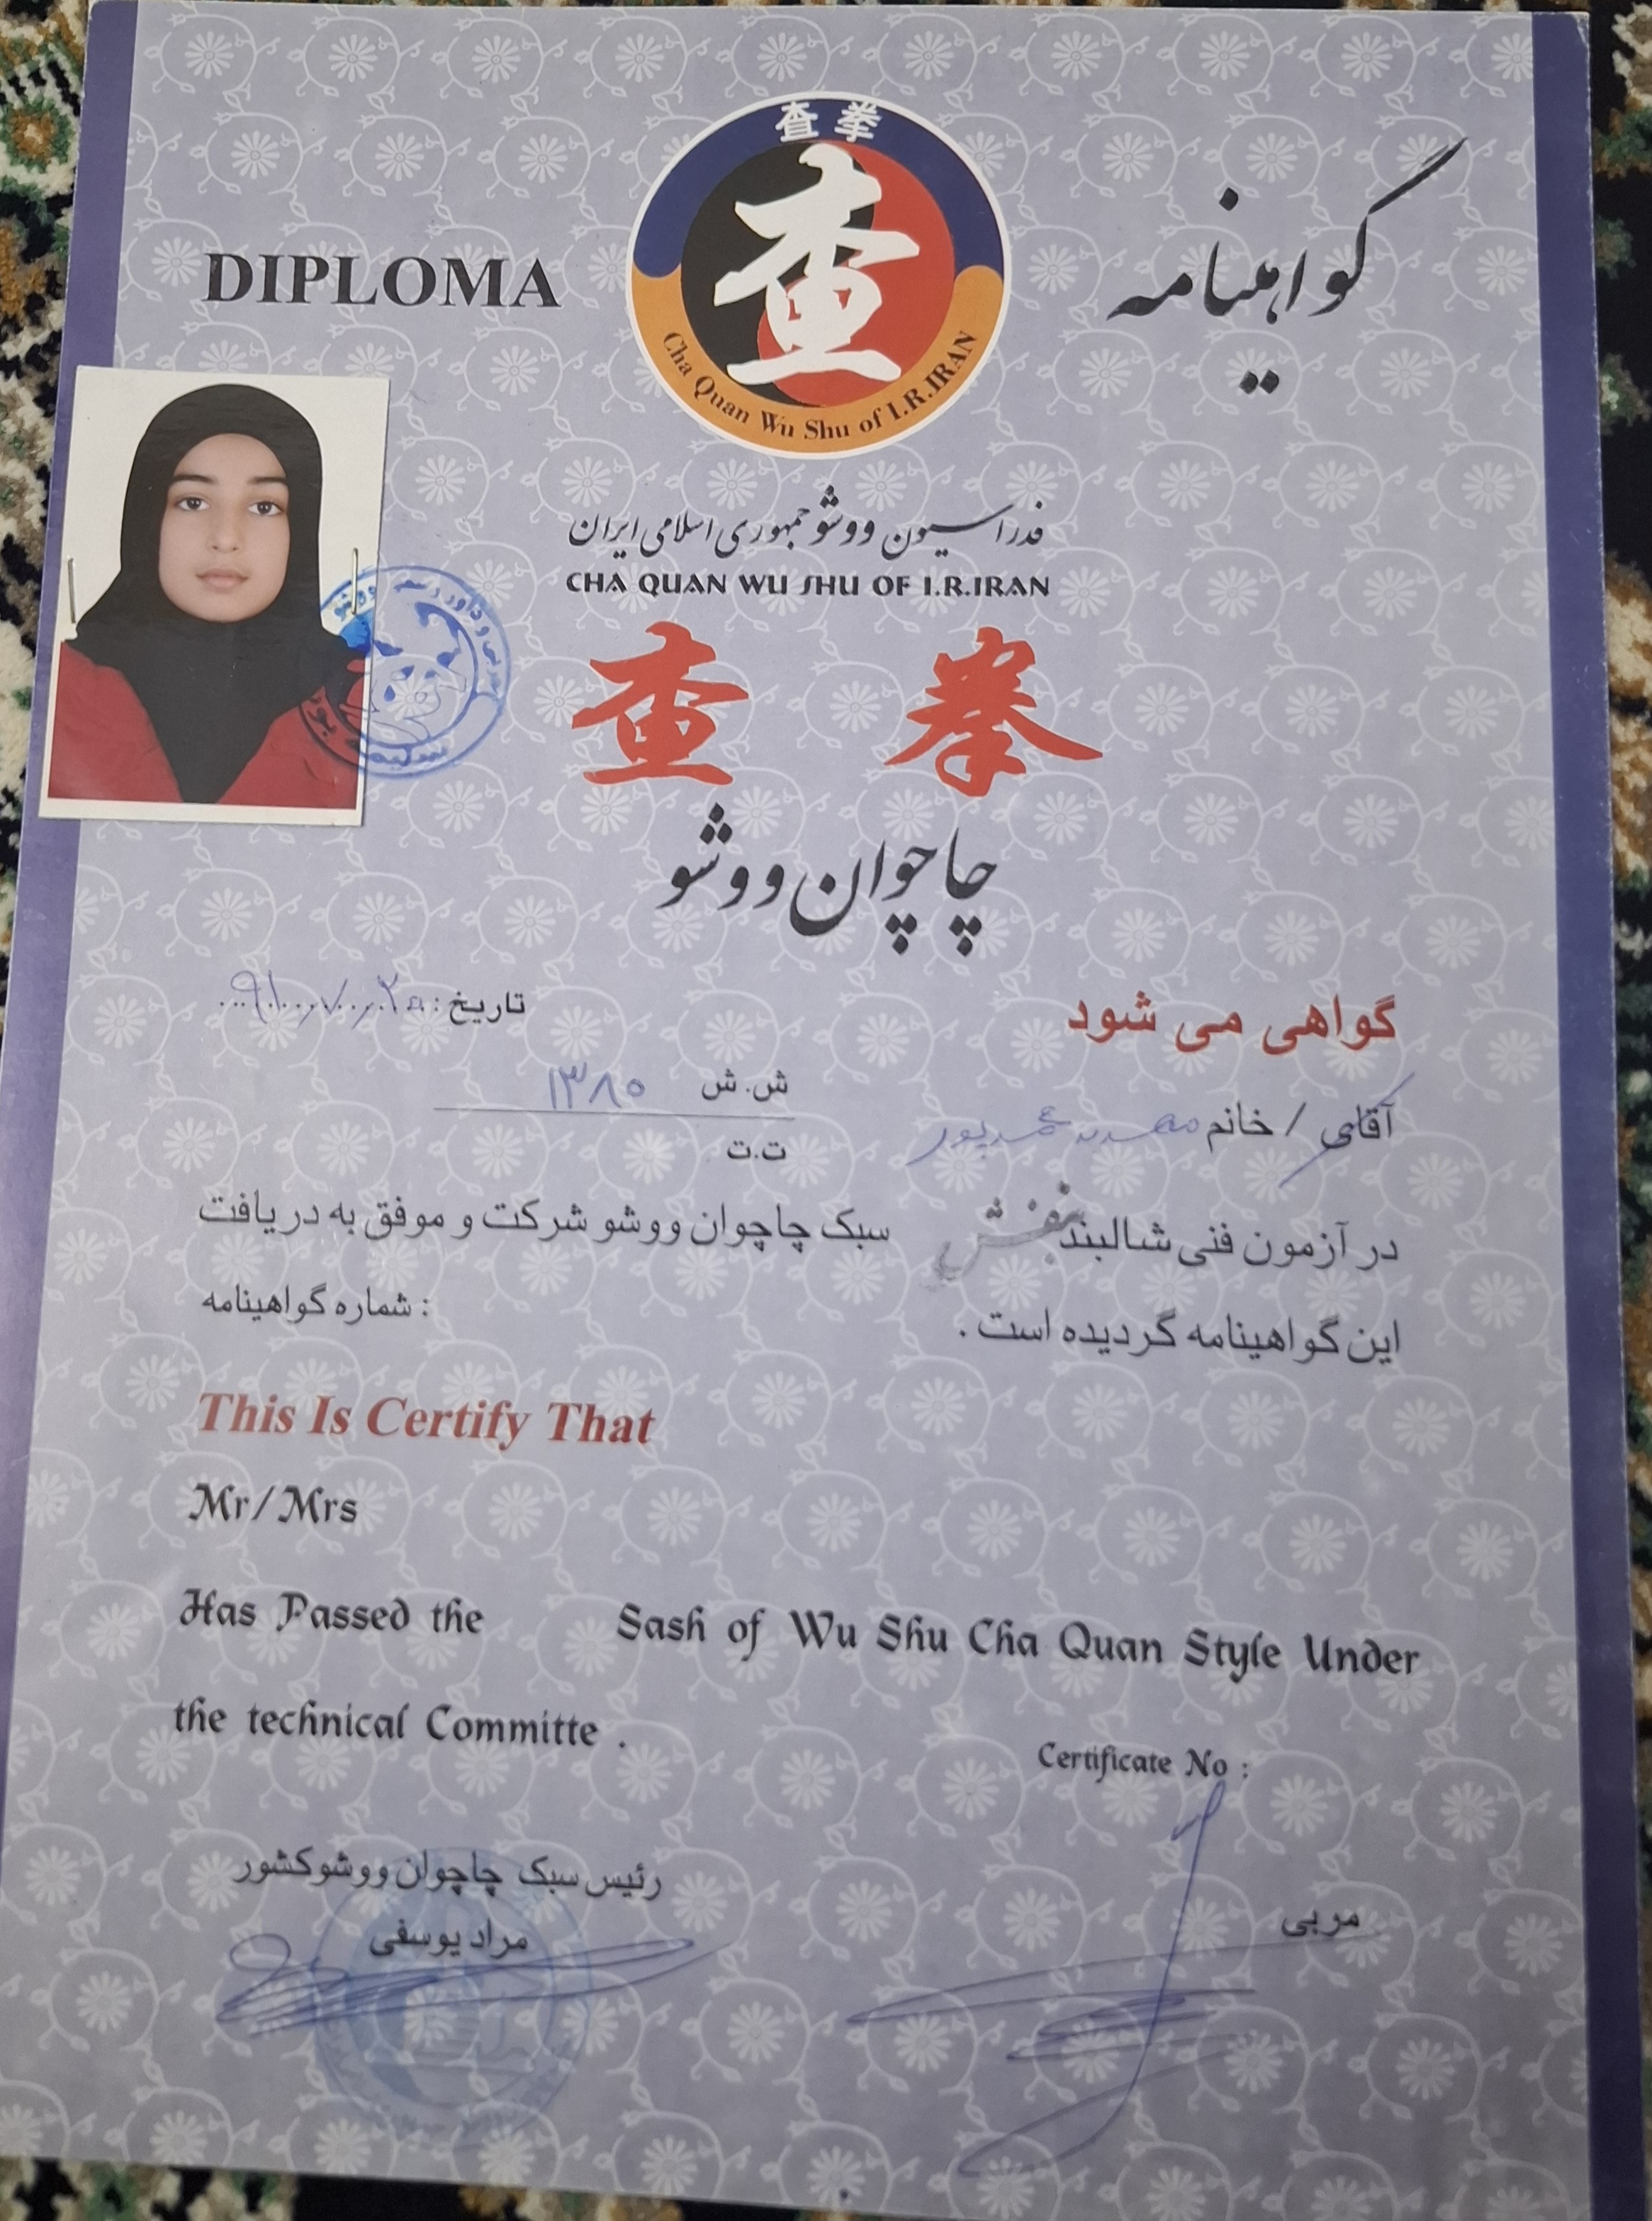 查拳
查
Cha Quan Wu Shu of I.R.IRAN
DIPLOMA
گواهینامه
فدراسیون ووشو جمهوری اسلامی ایران
CHA QUAN WU SHU OF I.R.IRAN
查 拳
چاچوان ووشو
گواهی می شود
تاریخ: ۹۱/۷/۲۵
ش.ش ۱۳۸۰
ت.ت
آقای / خانم
در آزمون فنی شالبند بنفش سبک چاچوان ووشو شرکت و موفق به دریافت
این گواهینامه گردیده است .
شماره گواهینامه :
This Is Certify That
Mr/Mrs
Has Passed the Sash of Wu Shu Cha Quan Style Under
the technical Committe .
Certificate No :
رئیس سبک چاچوان ووشو کشور
مراد یوسفی
مربی